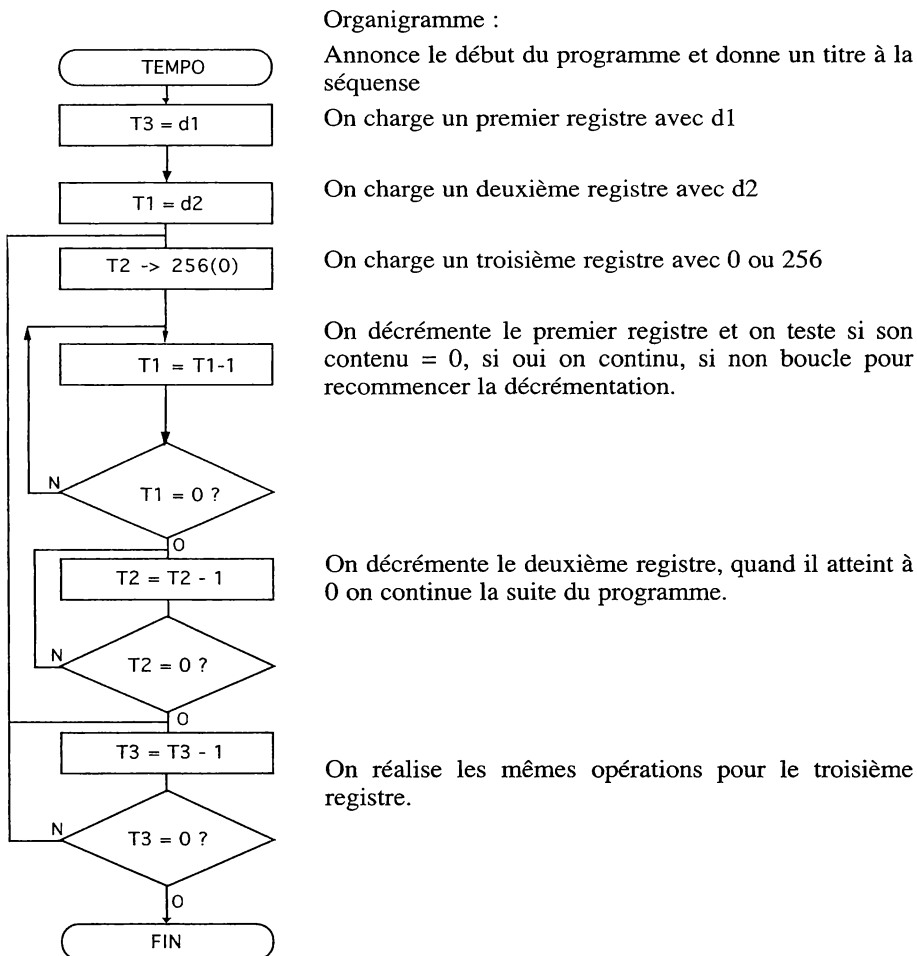 Organigramme :
TEMPO
Annonce le début du programme et donne un titre à la
séquense
T3 = d1
On charge un premier registre avec d1
T1 = d2
On charge un deuxième registre avec d2
T2 -> 256(0)
On charge un troisième registre avec 0 ou 256
T1 = T1-1
On décrémente le premier registre et on teste si son
contenu = 0, si oui on continu, si non boucle pour
recommencer la décrémentation.
N
T1 = 0 ?
O
T2 = T2 - 1
On décrémente le deuxième registre, quand il atteint à
0 on continue la suite du programme.
N
T2 = 0 ?
O
T3 = T3 - 1
On réalise les mêmes opérations pour le troisième
registre.
N
T3 = 0 ?
O
FIN